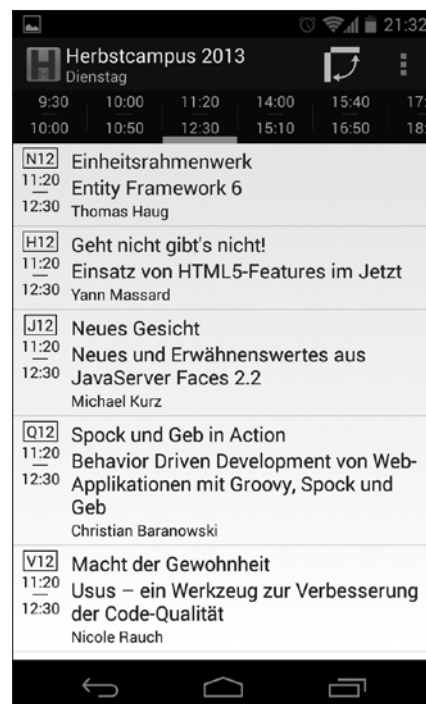 21:32
Herbstcampus 2013
Dienstag
9:30 10:00 11:20 14:00 15:40 17:
10:00 10:50 12:30 15:10 16:50 18:
N12 Einheitsrahmenwerk
11:20 Entity Framework 6
12:30 Thomas Haug
H12 Geht nicht gibt's nicht!
11:20 Einsatz von HTML5-Features im Jetzt
12:30 Yann Massard
J12 Neues Gesicht
11:20 Neues und Erwähnenswertes aus
12:30 JavaServer Faces 2.2
Michael Kurz
Q12 Spock und Geb in Action
11:20 Behavior Driven Development von Web-
12:30 Applikationen mit Groovy, Spock und
Geb
Christian Baranowski
V12 Macht der Gewohnheit
11:20 Usus – ein Werkzeug zur Verbesserung
12:30 der Code-Qualität
Nicole Rauch